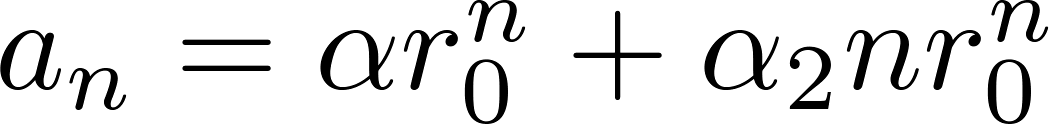 $a_n = \alpha r_0^n + \alpha_2 n r_0^n$